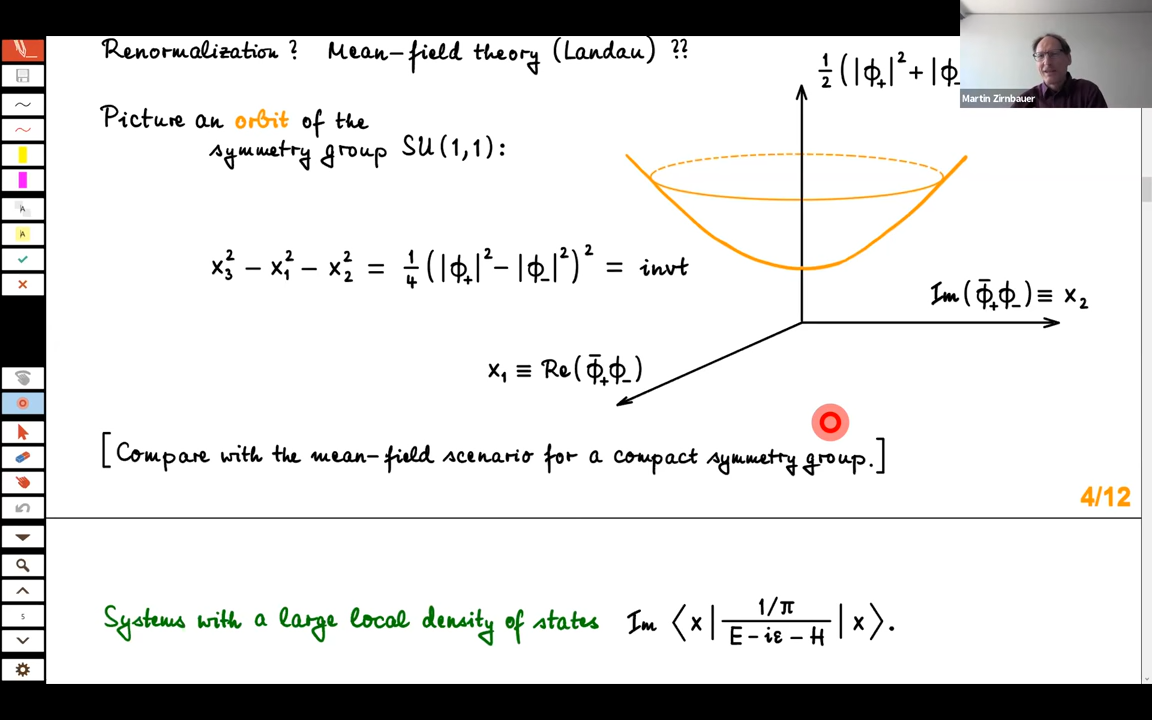 Renormalization ? Mean-field theory (Landau) ??
½(|ϕ₊|² + |ϕ₋
Martin Zirnbauer
Picture an orbit of the
symmetry group SU(1,1):
x₃² − x₁² − x₂² = ¼(|ϕ₊|² − |ϕ₋|²)² = invt
Im(ϕ̄₊ϕ₋) ≡ x₂
x₁ ≡ Re(ϕ̄₊ϕ₋)
[Compare with the mean-field scenario for a compact symmetry group.]
4/12
Systems with a large local density of states Im ⟨x| (1/π)/(E − iε − H) |x⟩.
A
A
5